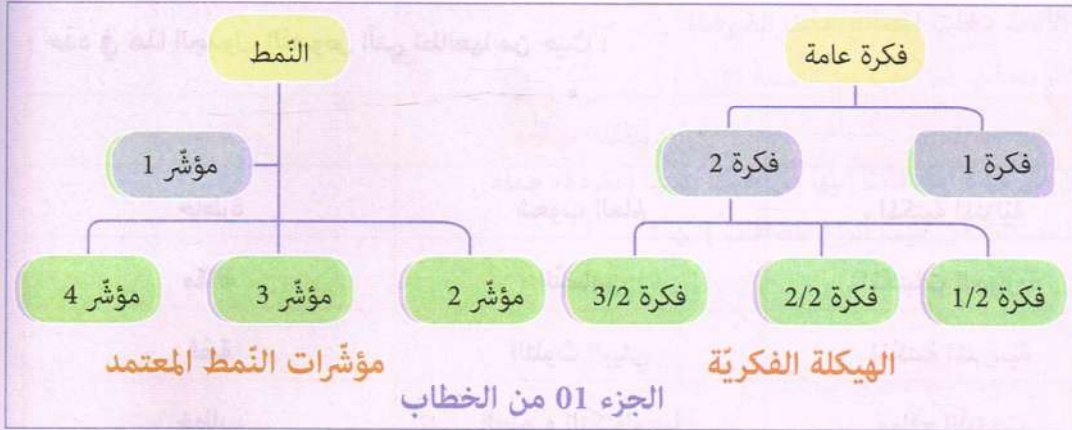 فكرة عامة
النّمط
فكرة 1
فكرة 2
مؤشّر 1
فكرة 1/2
فكرة 2/2
فكرة 3/2
مؤشّر 2
مؤشّر 3
مؤشّر 4
الهيكلة الفكريّة
مؤشّرات النّمط المعتمد
الجزء 01 من الخطاب